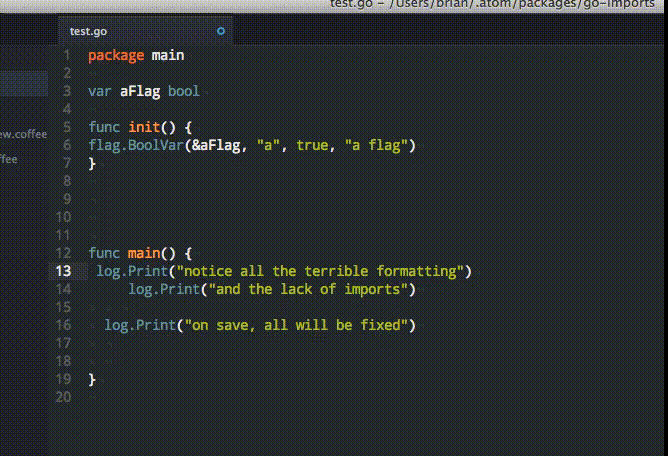 test.go - /Users/brian/.atom/packages/go-imports
test.go
ew.coffee
ffee
1 package main
2
3 var aFlag bool
4
5 func init() {
6 flag.BoolVar(&aFlag, "a", true, "a flag")
7 }
8
9
10
11
12 func main() {
13  log.Print("notice all the terrible formatting")
14      log.Print("and the lack of imports")
15
16   log.Print("on save, all will be fixed")
17
18
19 }
20